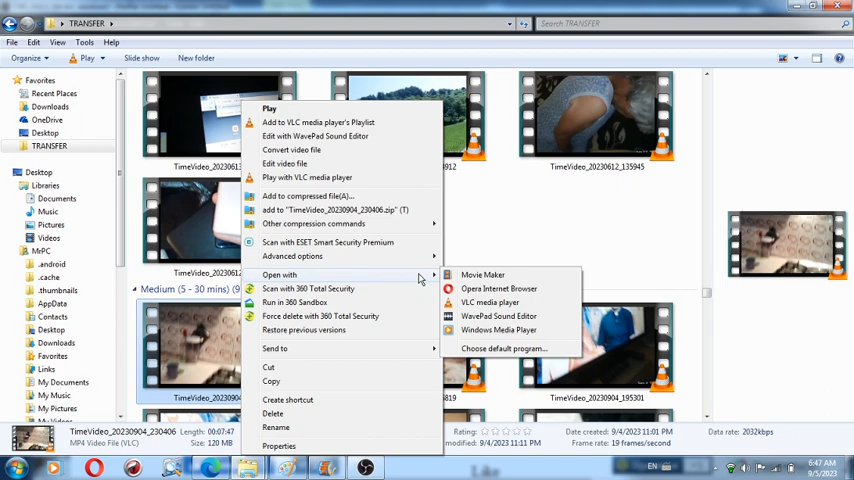 TRANSFER
Search TRANSFER
File Edit View Tools Help
Organize Play Slide show New folder
Favorites
Recent Places
Downloads
OneDrive
Desktop
TRANSFER
Desktop
Libraries
Documents
Music
Pictures
Videos
MrPC
.android
.cache
.thumbnails
AppData
Contacts
Desktop
Downloads
Favorites
Links
My Documents
My Music
My Pictures
TimeVideo_20230612_135945
Medium (5 - 30 mins) (9)
Play
Add to VLC media player's Playlist
Edit with WavePad Sound Editor
Convert video file
Edit video file
Play with VLC media player
Add to compressed file(A)...
add to "TimeVideo_20230904_230406.zip" (T)
Other compression commands
Scan with ESET Smart Security Premium
Advanced options
Open with
Scan with 360 Total Security
Run in 360 Sandbox
Force delete with 360 Total Security
Restore previous versions
Send to
Cut
Copy
Create shortcut
Delete
Rename
Properties
Movie Maker
Opera Internet Browser
VLC media player
WavePad Sound Editor
Windows Media Player
Choose default program...
TimeVideo_20230904_195301
TimeVideo_20230904_230406 Length: 00:07:47
MP4 Video File (VLC) Size: 120 MB
Rating:
modified: 9/4/2023 11:11 PM
9/4/2023 11:01 PM
Frame rate: 19 frames/second
Data rate: 2032kbps
Like
EN
6:47 AM
9/5/2023